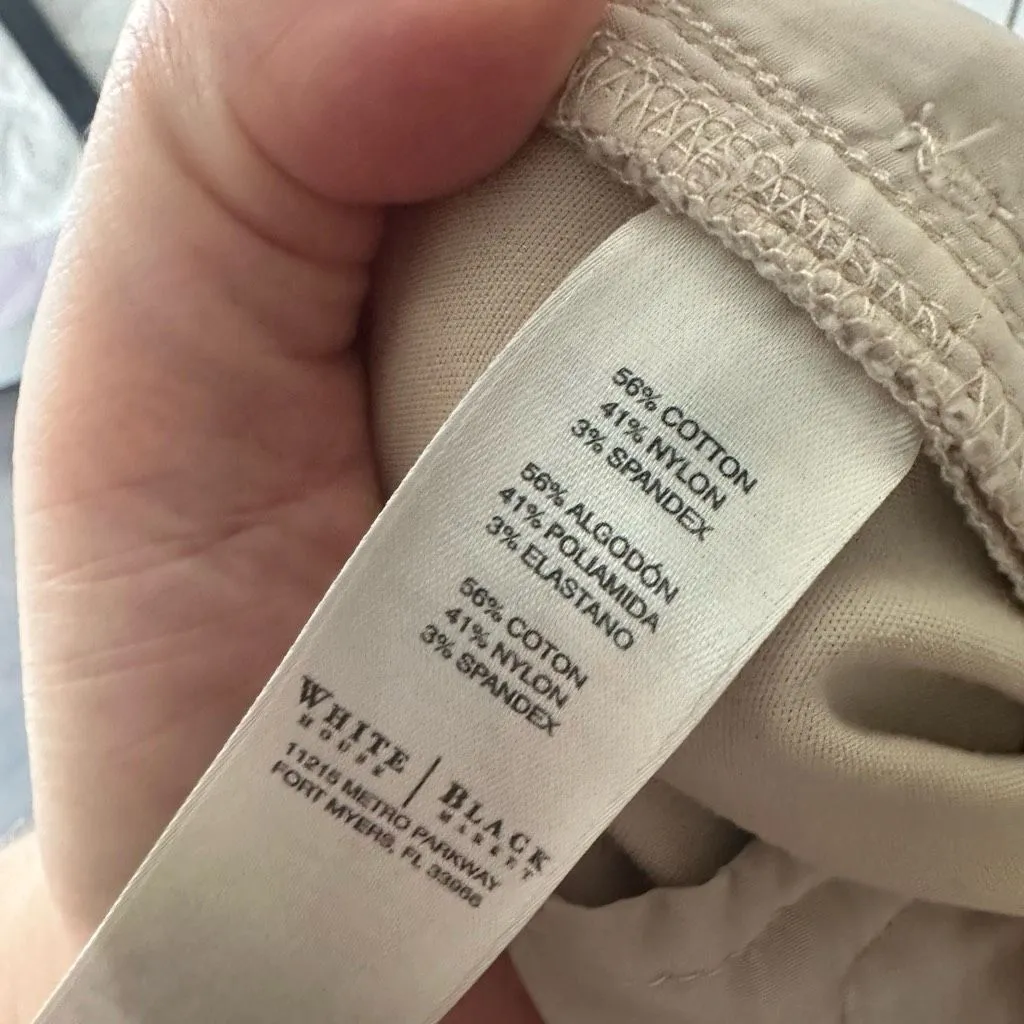 56% COTTON
41% NYLON
3% SPANDEX
56% ALGODÓN
41% POLIAMIDA
3% ELASTANO
56% COTON
41% NYLON
3% SPANDEX
WHITE | BLACK
HOUSE MARKET
11215 METRO PARKWAY
FORT MYERS, FL 33966